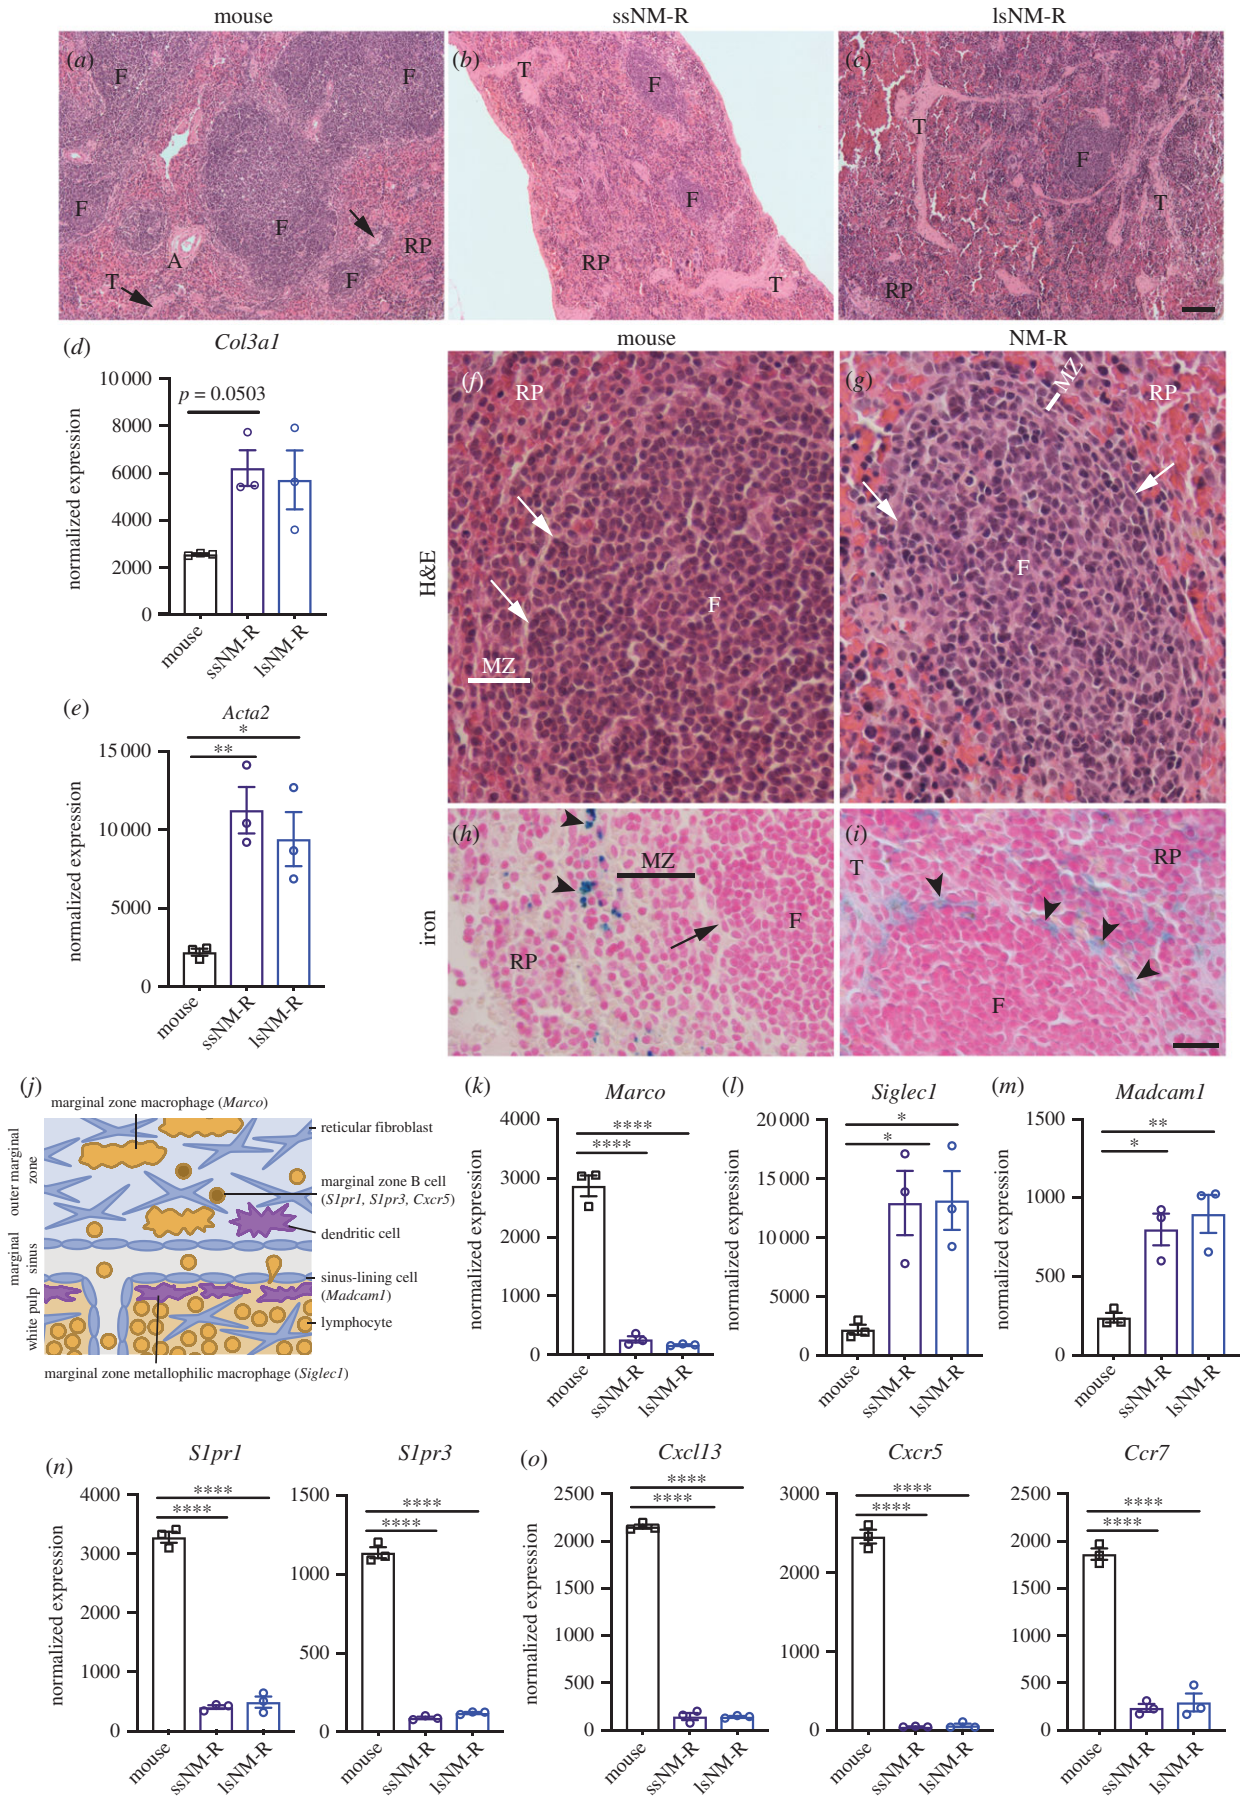 mouse ssNM-R lsNM-R
(a) F F F F F A T RP
(b) T F F RP T
(c) T F T RP
(d) Col3a1
normalized expression
10 000
8000
6000
4000
2000
0
p = 0.0503
mouse ssNM-R lsNM-R
(e) Acta2
normalized expression
15 000
10 000
5000
0
*
**
mouse ssNM-R lsNM-R
mouse NM-R
H&E
(f) RP F MZ
(g) MZ RP F
iron
(h) MZ F RP
(i) T RP F
(j)
marginal zone macrophage (Marco)
outer marginal
zone
marginal
sinus
white pulp
reticular fibroblast
marginal zone B cell
(S1pr1, S1pr3, Cxcr5)
dendritic cell
sinus-lining cell
(Madcam1)
lymphocyte
marginal zone metallophilic macrophage (Siglec1)
(k) Marco
normalized expression
4000
3000
2000
1000
0
****
****
mouse ssNM-R lsNM-R
(l) Siglec1
normalized expression
20 000
15 000
10 000
5000
0
*
*
mouse ssNM-R lsNM-R
(m) Madcam1
normalized expression
1500
1000
500
0
**
*
mouse ssNM-R lsNM-R
(n) S1pr1
normalized expression
4000
3000
2000
1000
0
****
****
mouse ssNM-R lsNM-R
S1pr3
1500
1000
500
0
****
****
mouse ssNM-R lsNM-R
(o) Cxcl13
normalized expression
2500
2000
1500
1000
500
0
****
****
mouse ssNM-R lsNM-R
Cxcr5
3000
2000
1000
0
****
****
mouse ssNM-R lsNM-R
Ccr7
2500
2000
1500
1000
500
0
****
****
mouse ssNM-R lsNM-R